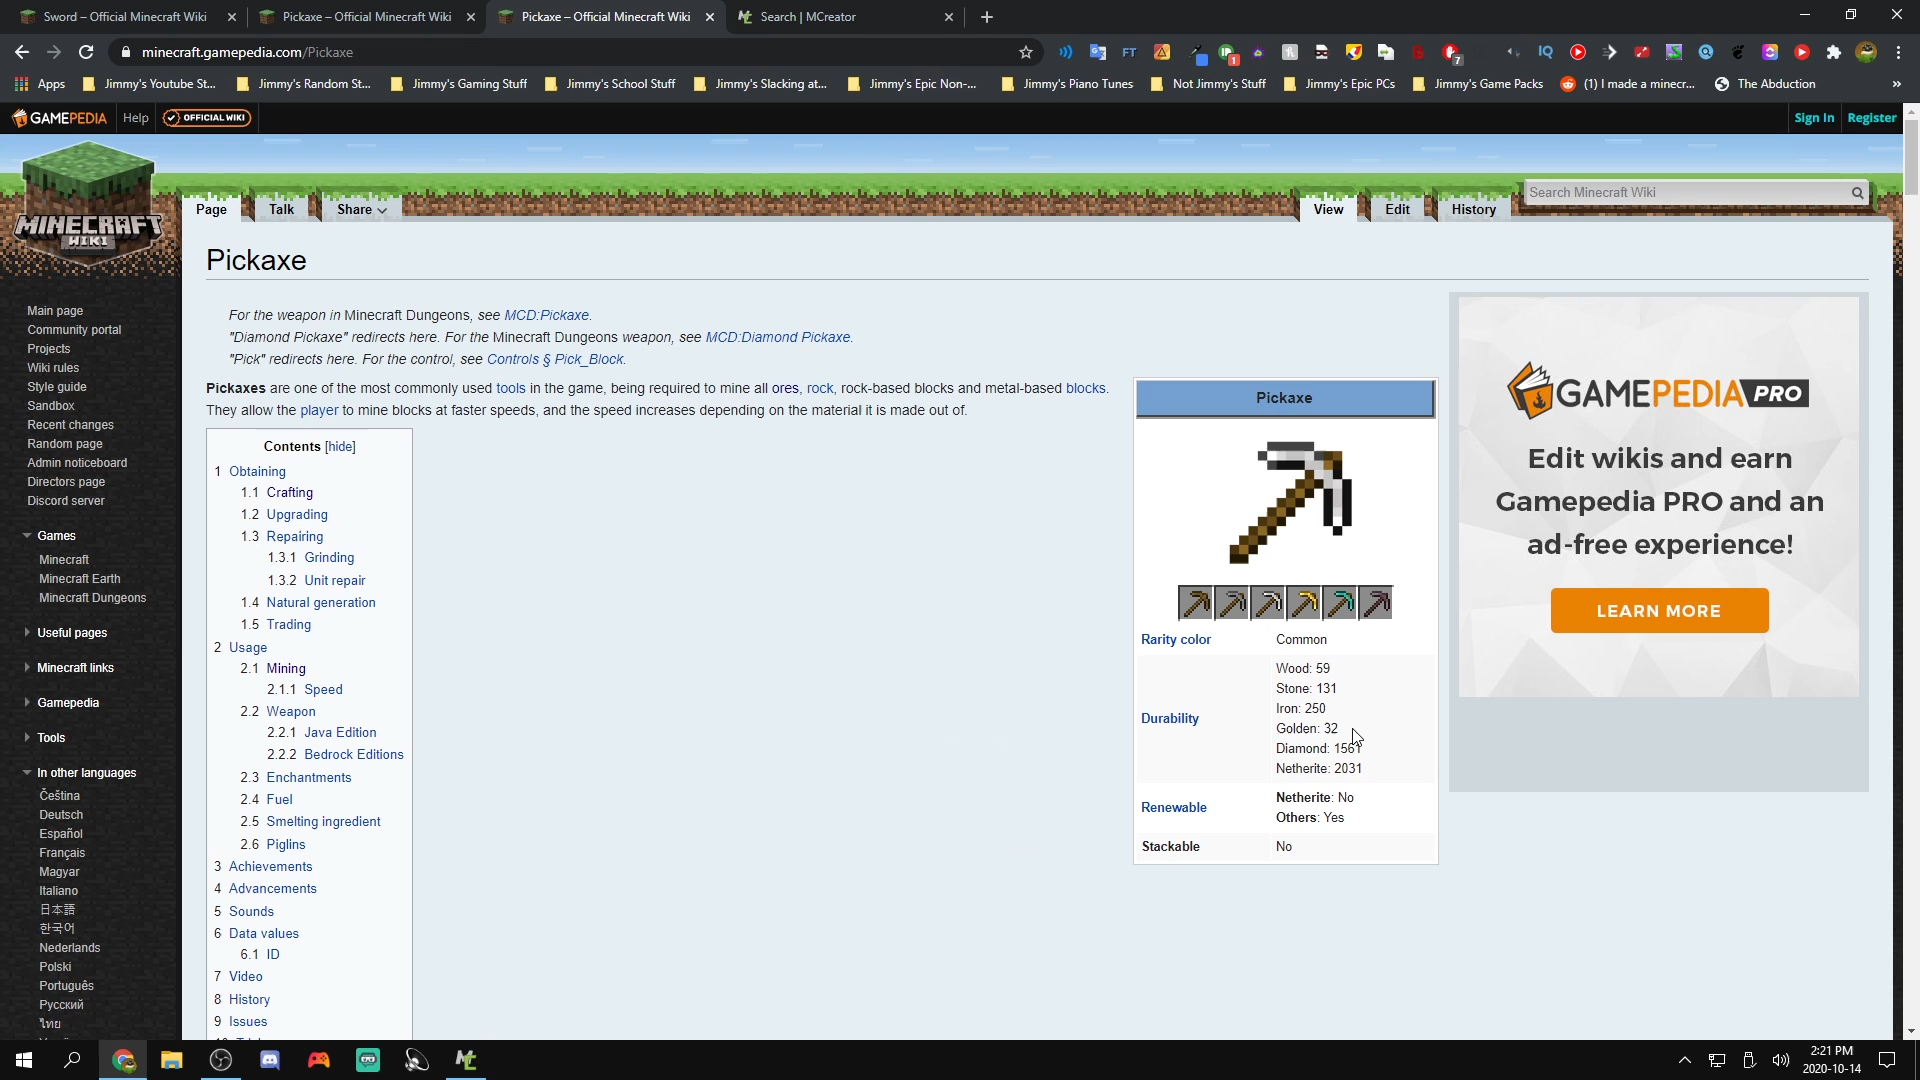 Sword – Official Minecraft Wiki
Pickaxe – Official Minecraft Wiki
Pickaxe – Official Minecraft Wiki
Search | MCreator
minecraft.gamepedia.com/Pickaxe
FT
IQ
1
7
Apps
Jimmy's Youtube St...
Jimmy's Random St...
Jimmy's Gaming Stuff
Jimmy's School Stuff
Jimmy's Slacking at...
Jimmy's Epic Non-...
Jimmy's Piano Tunes
Not Jimmy's Stuff
Jimmy's Epic PCs
Jimmy's Game Packs
(1) I made a minecr...
The Abduction
»
GAMEPEDIA
Help
OFFICIAL WIKI
Sign In
Register
MINECRAFT
WIKI
Page
Talk
Share
View
Edit
History
Search Minecraft Wiki
Main page
Community portal
Projects
Wiki rules
Style guide
Sandbox
Recent changes
Random page
Admin noticeboard
Directors page
Discord server
Games
Minecraft
Minecraft Earth
Minecraft Dungeons
Useful pages
Minecraft links
Gamepedia
Tools
In other languages
Čeština
Deutsch
Español
Français
Magyar
Italiano
日本語
한국어
Nederlands
Polski
Português
Русский
ไทย
Pickaxe
For the weapon in Minecraft Dungeons, see MCD:Pickaxe.
"Diamond Pickaxe" redirects here. For the Minecraft Dungeons weapon, see MCD:Diamond Pickaxe.
"Pick" redirects here. For the control, see Controls § Pick_Block.
Pickaxes are one of the most commonly used tools in the game, being required to mine all ores, rock, rock-based blocks and metal-based blocks.
They allow the player to mine blocks at faster speeds, and the speed increases depending on the material it is made out of.
Contents [hide]
1 Obtaining
1.1 Crafting
1.2 Upgrading
1.3 Repairing
1.3.1 Grinding
1.3.2 Unit repair
1.4 Natural generation
1.5 Trading
2 Usage
2.1 Mining
2.1.1 Speed
2.2 Weapon
2.2.1 Java Edition
2.2.2 Bedrock Editions
2.3 Enchantments
2.4 Fuel
2.5 Smelting ingredient
2.6 Piglins
3 Achievements
4 Advancements
5 Sounds
6 Data values
6.1 ID
7 Video
8 History
9 Issues
Pickaxe
Rarity color
Common
Durability
Wood: 59
Stone: 131
Iron: 250
Golden: 32
Diamond: 1561
Netherite: 2031
Renewable
Netherite: No
Others: Yes
Stackable
No
GAMEPEDIA PRO
Edit wikis and earn
Gamepedia PRO and an
ad-free experience!
LEARN MORE
2:21 PM
2020-10-14